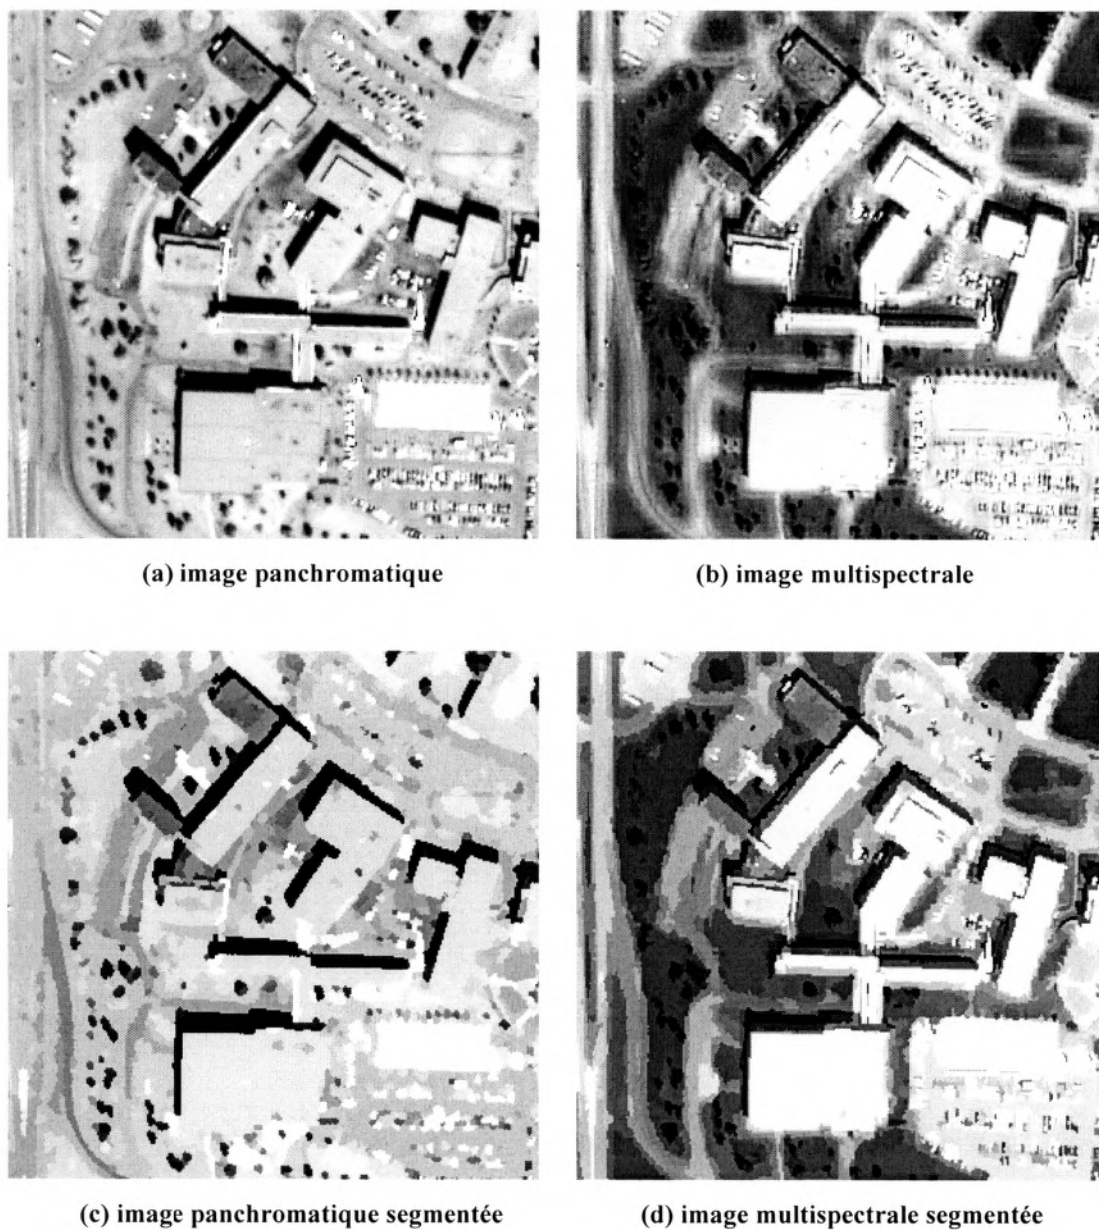 (a) image panchromatique
(b) image multispectrale
(c) image panchromatique segmentée
(d) image multispectrale segmentée